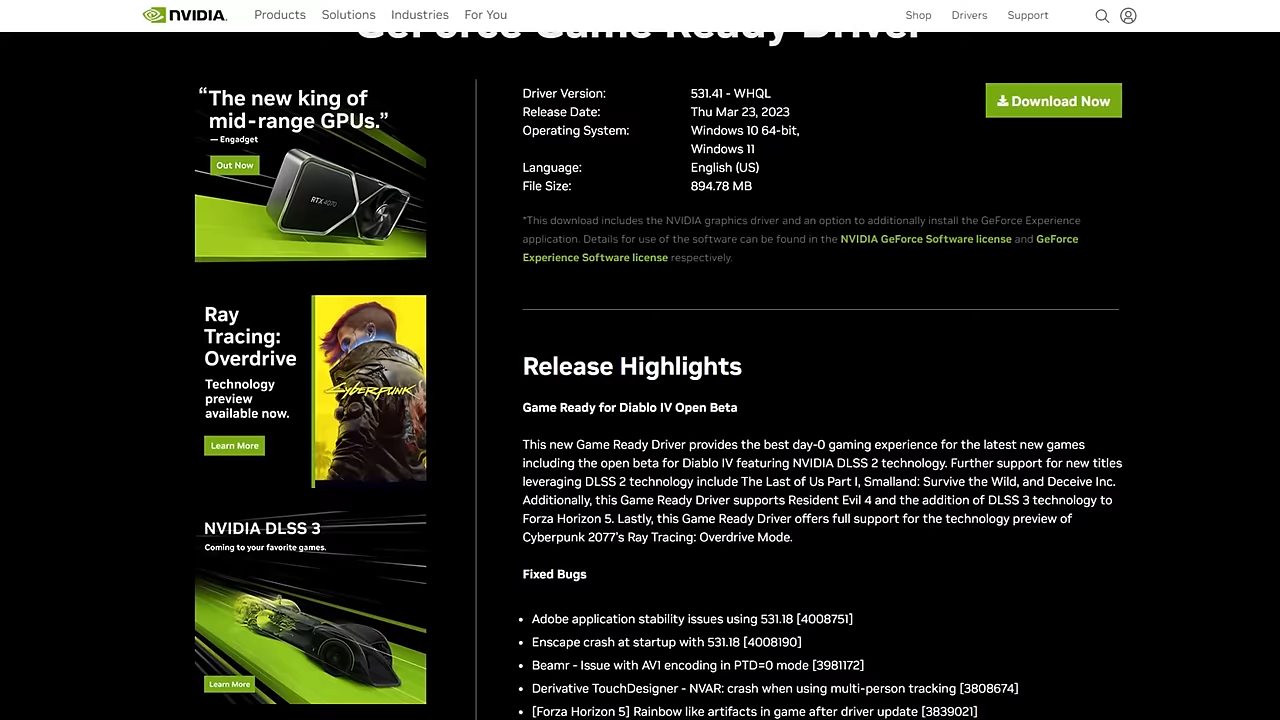 NVIDIA.
Products
Solutions
Industries
For You
Shop
Drivers
Support
GeForce Game Ready Driver
“The new king of
mid-range GPUs.”
— Engadget
Out Now
RTX 4070
Ray
Tracing:
Overdrive
Technology
preview
available now.
Learn More
Cyberpunk
NVIDIA DLSS 3
Coming to your favorite games.
Learn More
Driver Version: 531.41 - WHQL
Release Date: Thu Mar 23, 2023
Operating System: Windows 10 64-bit,
Windows 11
Language: English (US)
File Size: 894.78 MB
Download Now
*This download includes the NVIDIA graphics driver and an option to additionally install the GeForce Experience
application. Details for use of the software can be found in the NVIDIA GeForce Software license and GeForce
Experience Software license respectively.
Release Highlights
Game Ready for Diablo IV Open Beta
This new Game Ready Driver provides the best day-0 gaming experience for the latest new games
including the open beta for Diablo IV featuring NVIDIA DLSS 2 technology. Further support for new titles
leveraging DLSS 2 technology include The Last of Us Part I, Smalland: Survive the Wild, and Deceive Inc.
Additionally, this Game Ready Driver supports Resident Evil 4 and the addition of DLSS 3 technology to
Forza Horizon 5. Lastly, this Game Ready Driver offers full support for the technology preview of
Cyberpunk 2077's Ray Tracing: Overdrive Mode.
Fixed Bugs
• Adobe application stability issues using 531.18 [4008751]
• Enscape crash at startup with 531.18 [4008190]
• Beamr - Issue with AV1 encoding in PTD=0 mode [3981172]
• Derivative TouchDesigner - NVAR: crash when using multi-person tracking [3808674]
• [Forza Horizon 5] Rainbow like artifacts in game after driver update [3839021]